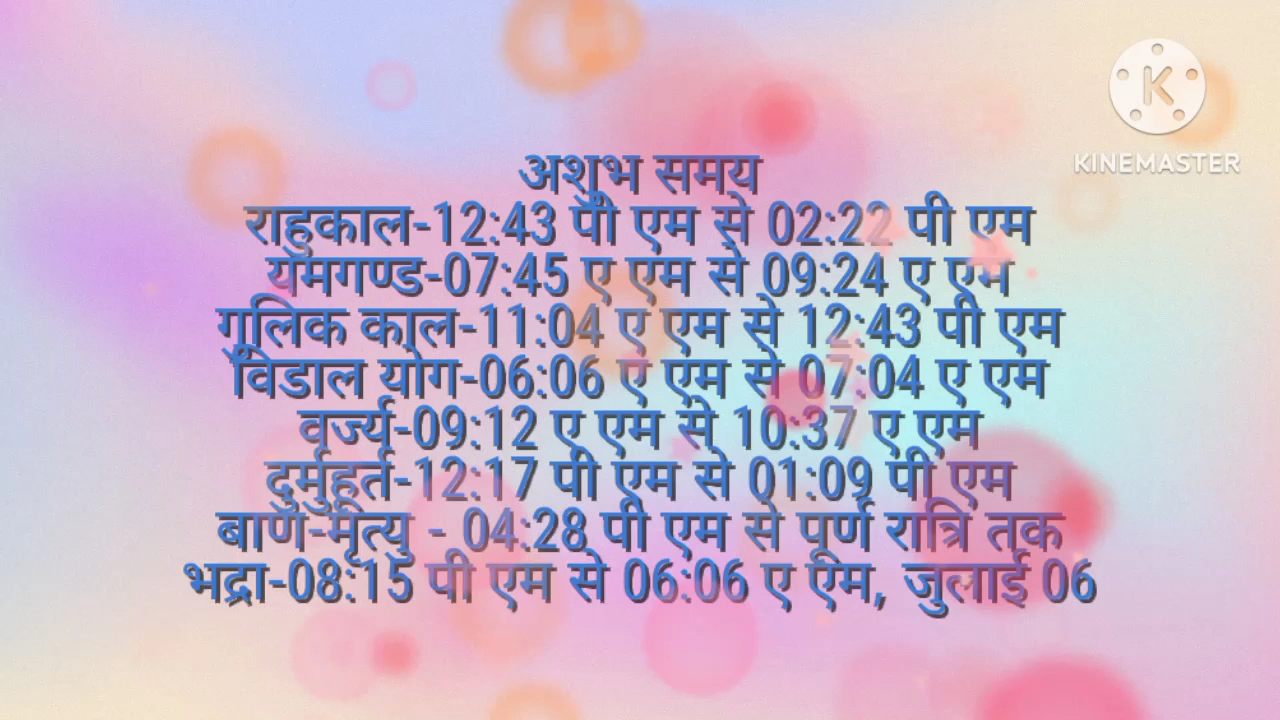 अशुभ समय
राहुकाल-12:43 पी एम से 02:22 पी एम
यमगण्ड-07:45 ए एम से 09:24 ए एम
गुलिक काल-11:04 ए एम से 12:43 पी एम
विडाल योग-06:06 ए एम से 07:04 ए एम
वर्ज्य-09:12 ए एम से 10:37 ए एम
दुर्मुहूर्त-12:17 पी एम से 01:09 पी एम
बाण-मृत्यु - 04:28 पी एम से पूर्ण रात्रि तक
भद्रा-08:15 पी एम से 06:06 ए एम, जुलाई 06
K
KINEMASTER